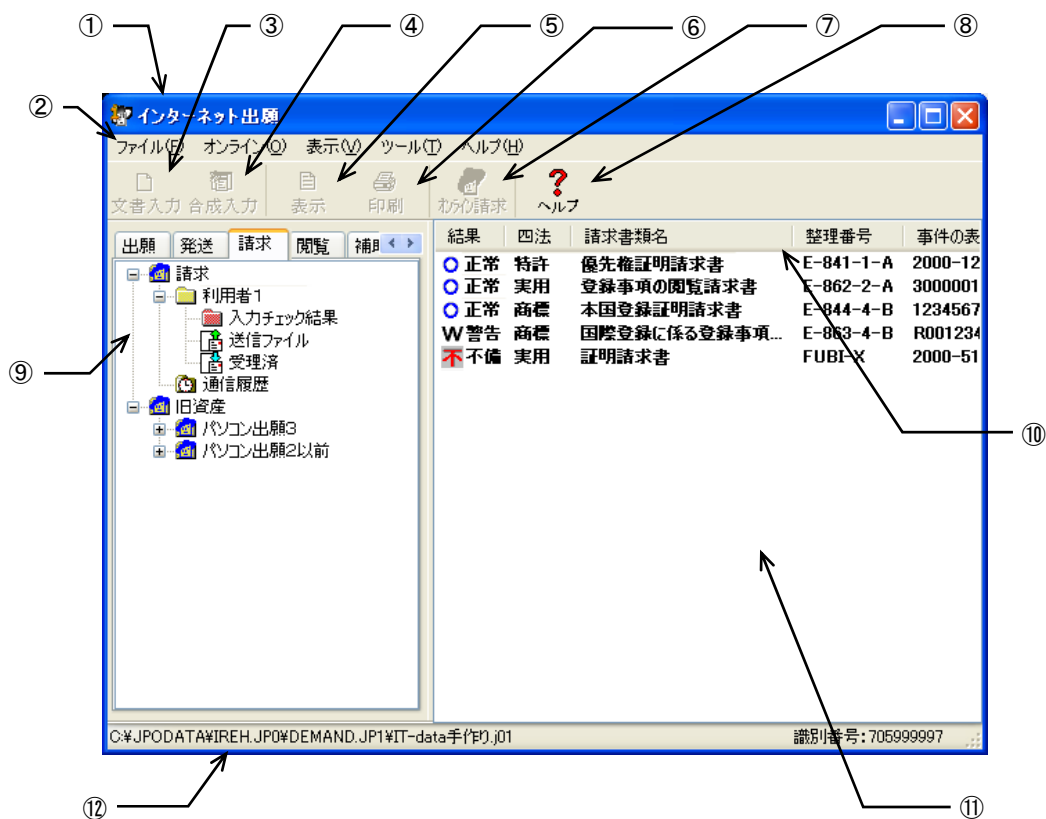 ① ③ ④ ⑤ ⑥ ⑦ ⑧
②
インターネット出願
ファイル(F) オンライン(O) 表示(V) ツール(T) ヘルプ(H)
文書入力 合成入力 表示 印刷 オンライン請求 ヘルプ
出願 発送 請求 閲覧 補助
結果 四法 請求書類名 整理番号 事件の表
請求
利用者1
入力チェック結果
送信ファイル
受理済
通信履歴
旧資産
パソコン出願3
パソコン出願2以前
正常 特許 優先権証明請求書 E-841-1-A 2000-12
正常 実用 登録事項の閲覧請求書 E-862-2-A 3000001
正常 商標 本国登録証明請求書 E-844-4-B 1234567
W 警告 商標 国際登録に係る登録事項... E-863-4-B R001234
不 不備 実用 証明請求書 FUBI-X 2000-51
⑨
⑩
C:¥JPODATA¥IREH.JP0¥DEMAND.JP1¥IT-data手作り.j01 識別番号:705999997
⑫ ⑪